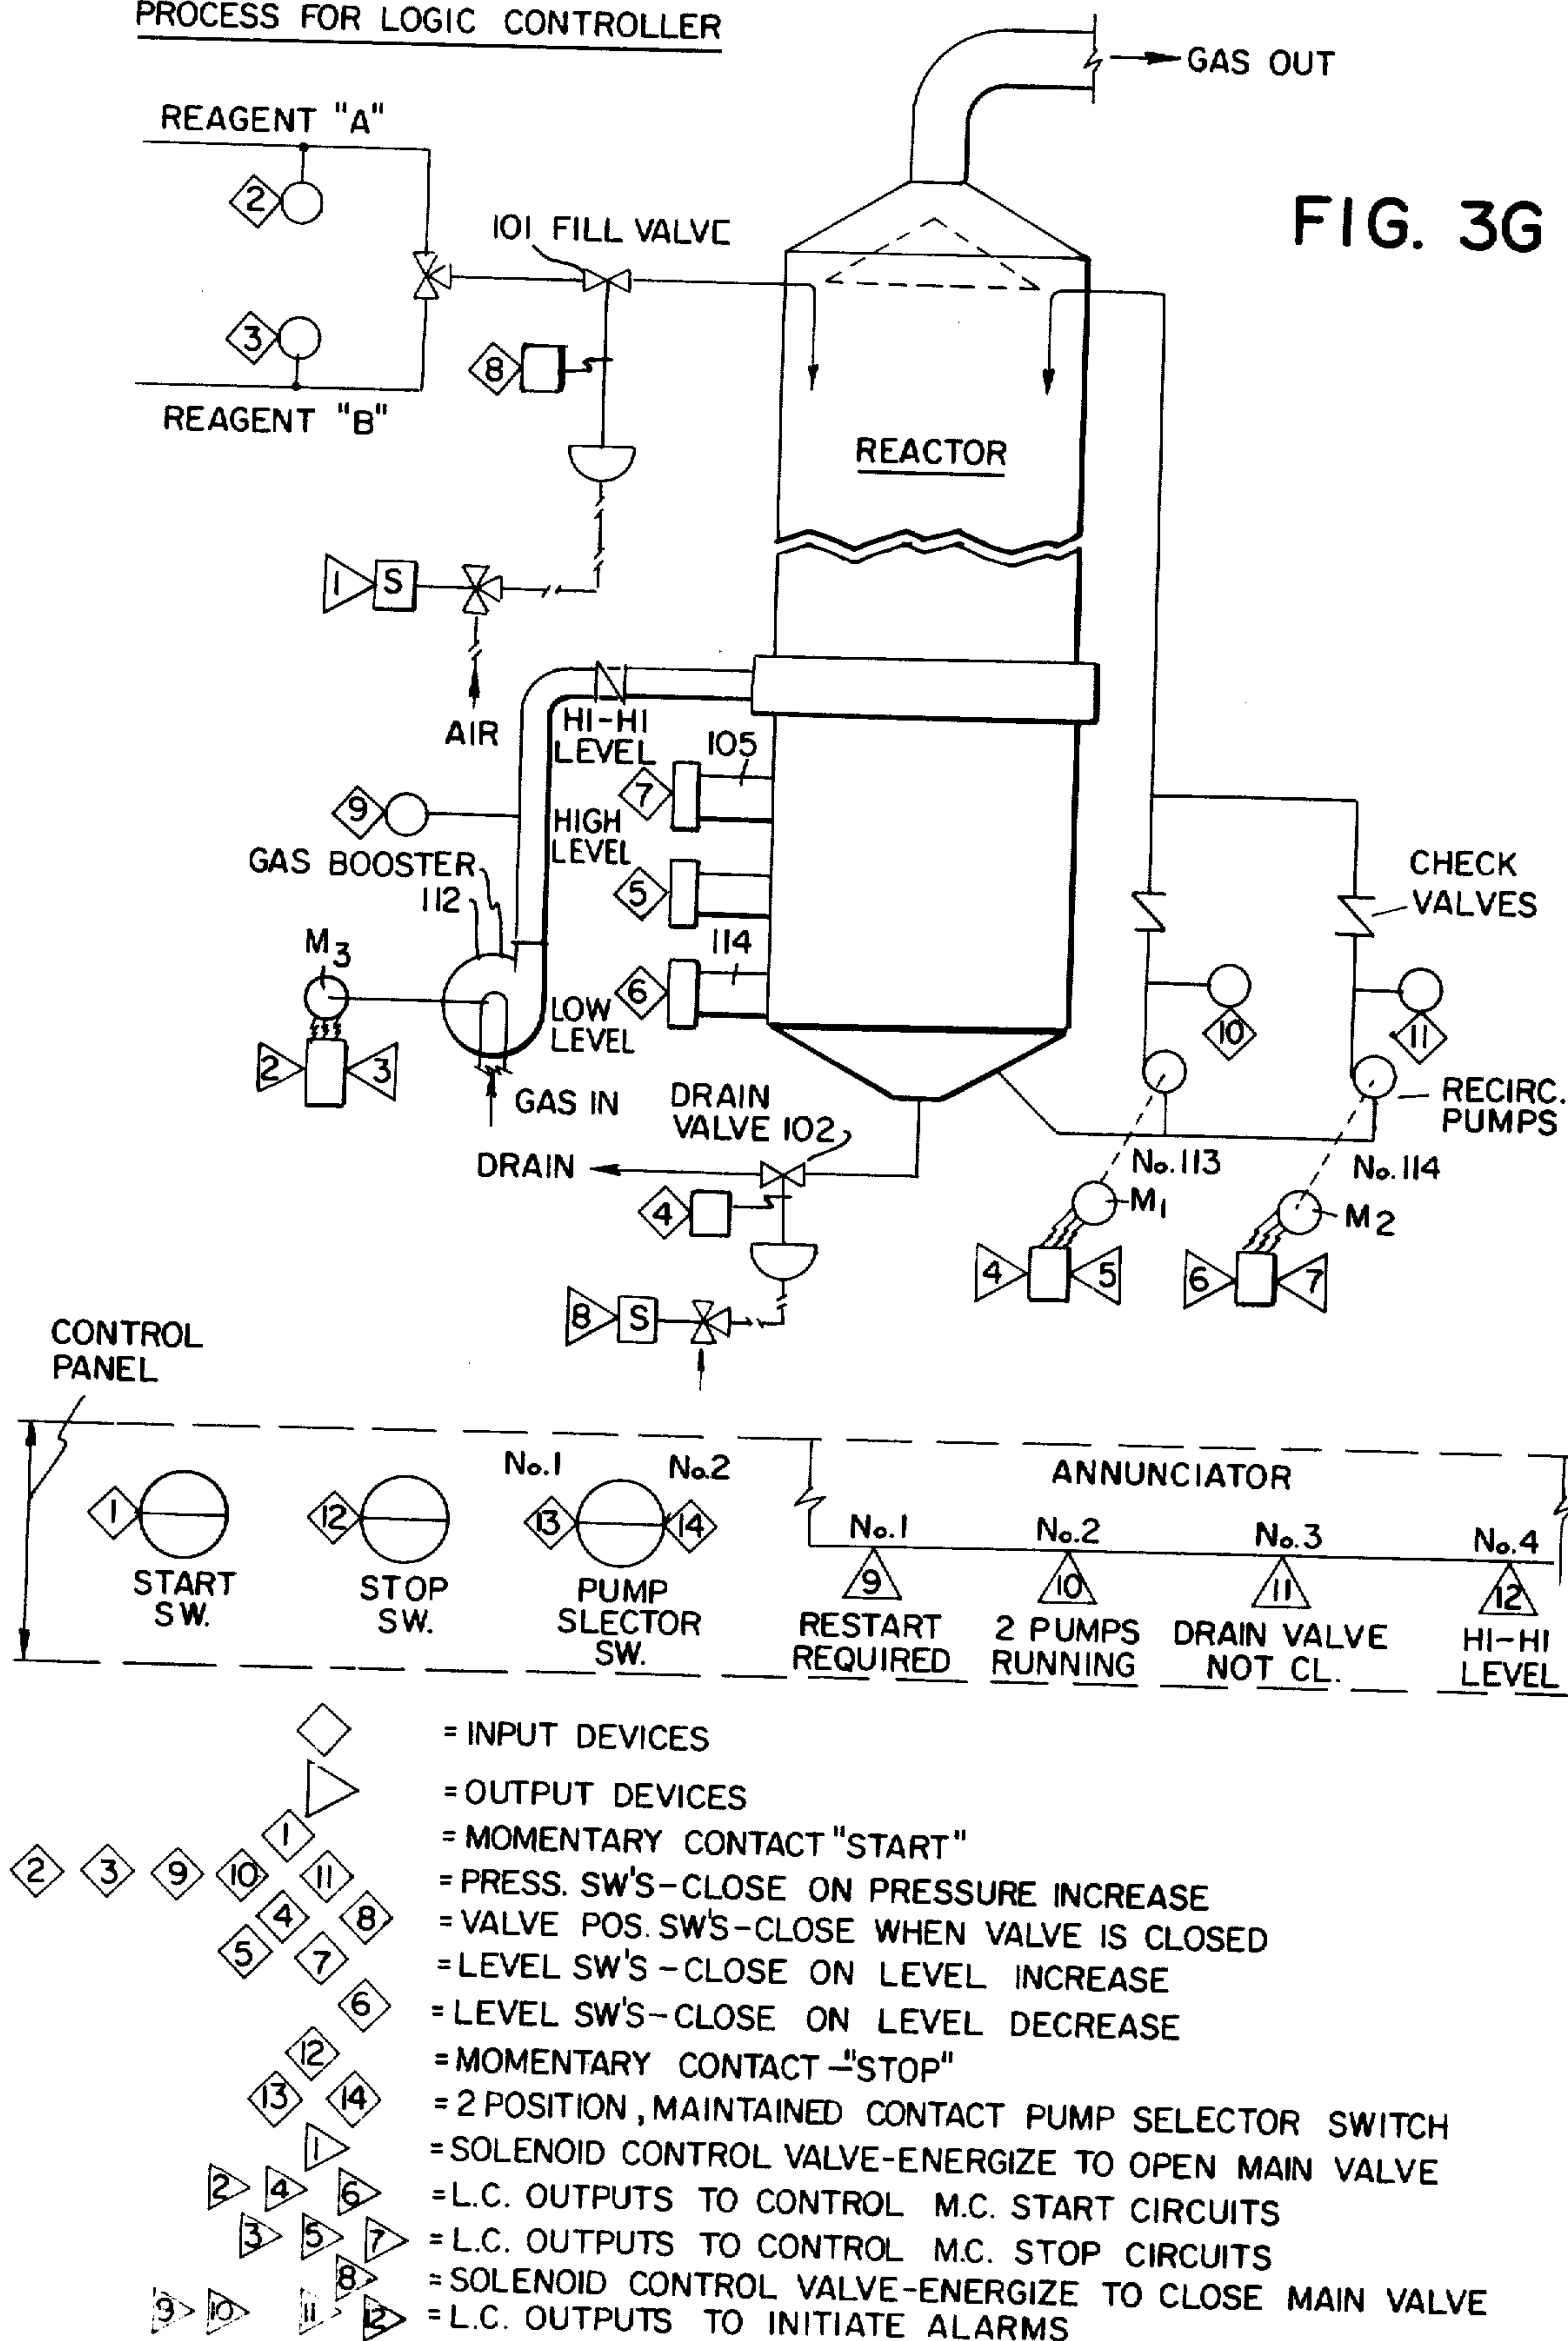 PROCESS FOR LOGIC CONTROLLER
GAS OUT
REAGENT "A"
FIG. 3G
2
101 FILL VALVE
3
8
REAGENT "B"
REACTOR
1 S
AIR
HI-HI
LEVEL
105
7
9
HIGH
LEVEL
GAS BOOSTER
112
5
CHECK
VALVES
M3
114
6
LOW
LEVEL
10
11
2
3
GAS IN
DRAIN
VALVE 102
RECIRC.
PUMPS
DRAIN
No.113
No.114
4
M1
M2
4
5
6
7
8 S
CONTROL
PANEL
No.1
No.2
ANNUNCIATOR
1
12
13
14
No.1
No.2
No.3
No.4
9
10
11
12
START
SW.
STOP
SW.
PUMP
SLECTOR
SW.
RESTART
REQUIRED
2 PUMPS
RUNNING
DRAIN VALVE
NOT CL.
HI-HI
LEVEL
= INPUT DEVICES
= OUTPUT DEVICES
1 = MOMENTARY CONTACT "START"
2 3 9 10 11 = PRESS. SW'S-CLOSE ON PRESSURE INCREASE
4 8 = VALVE POS. SW'S-CLOSE WHEN VALVE IS CLOSED
5 7 = LEVEL SW'S-CLOSE ON LEVEL INCREASE
6 = LEVEL SW'S-CLOSE ON LEVEL DECREASE
12 = MOMENTARY CONTACT-"STOP"
13 14 = 2 POSITION, MAINTAINED CONTACT PUMP SELECTOR SWITCH
1 = SOLENOID CONTROL VALVE-ENERGIZE TO OPEN MAIN VALVE
2 4 6 = L.C. OUTPUTS TO CONTROL M.C. START CIRCUITS
3 5 7 = L.C. OUTPUTS TO CONTROL M.C. STOP CIRCUITS
8 = SOLENOID CONTROL VALVE-ENERGIZE TO CLOSE MAIN VALVE
9 10 11 12 = L.C. OUTPUTS TO INITIATE ALARMS